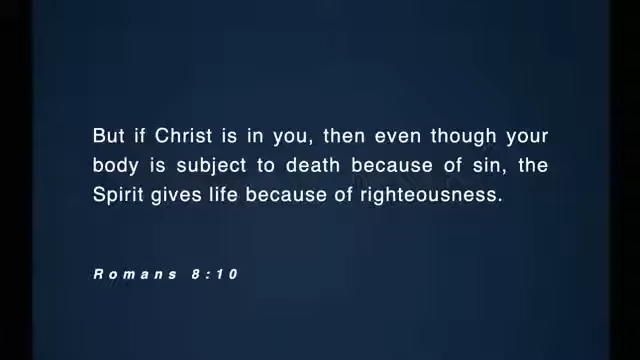 But if Christ is in you, then even though your
body is subject to death because of sin, the
Spirit gives life because of righteousness.
Romans 8:10